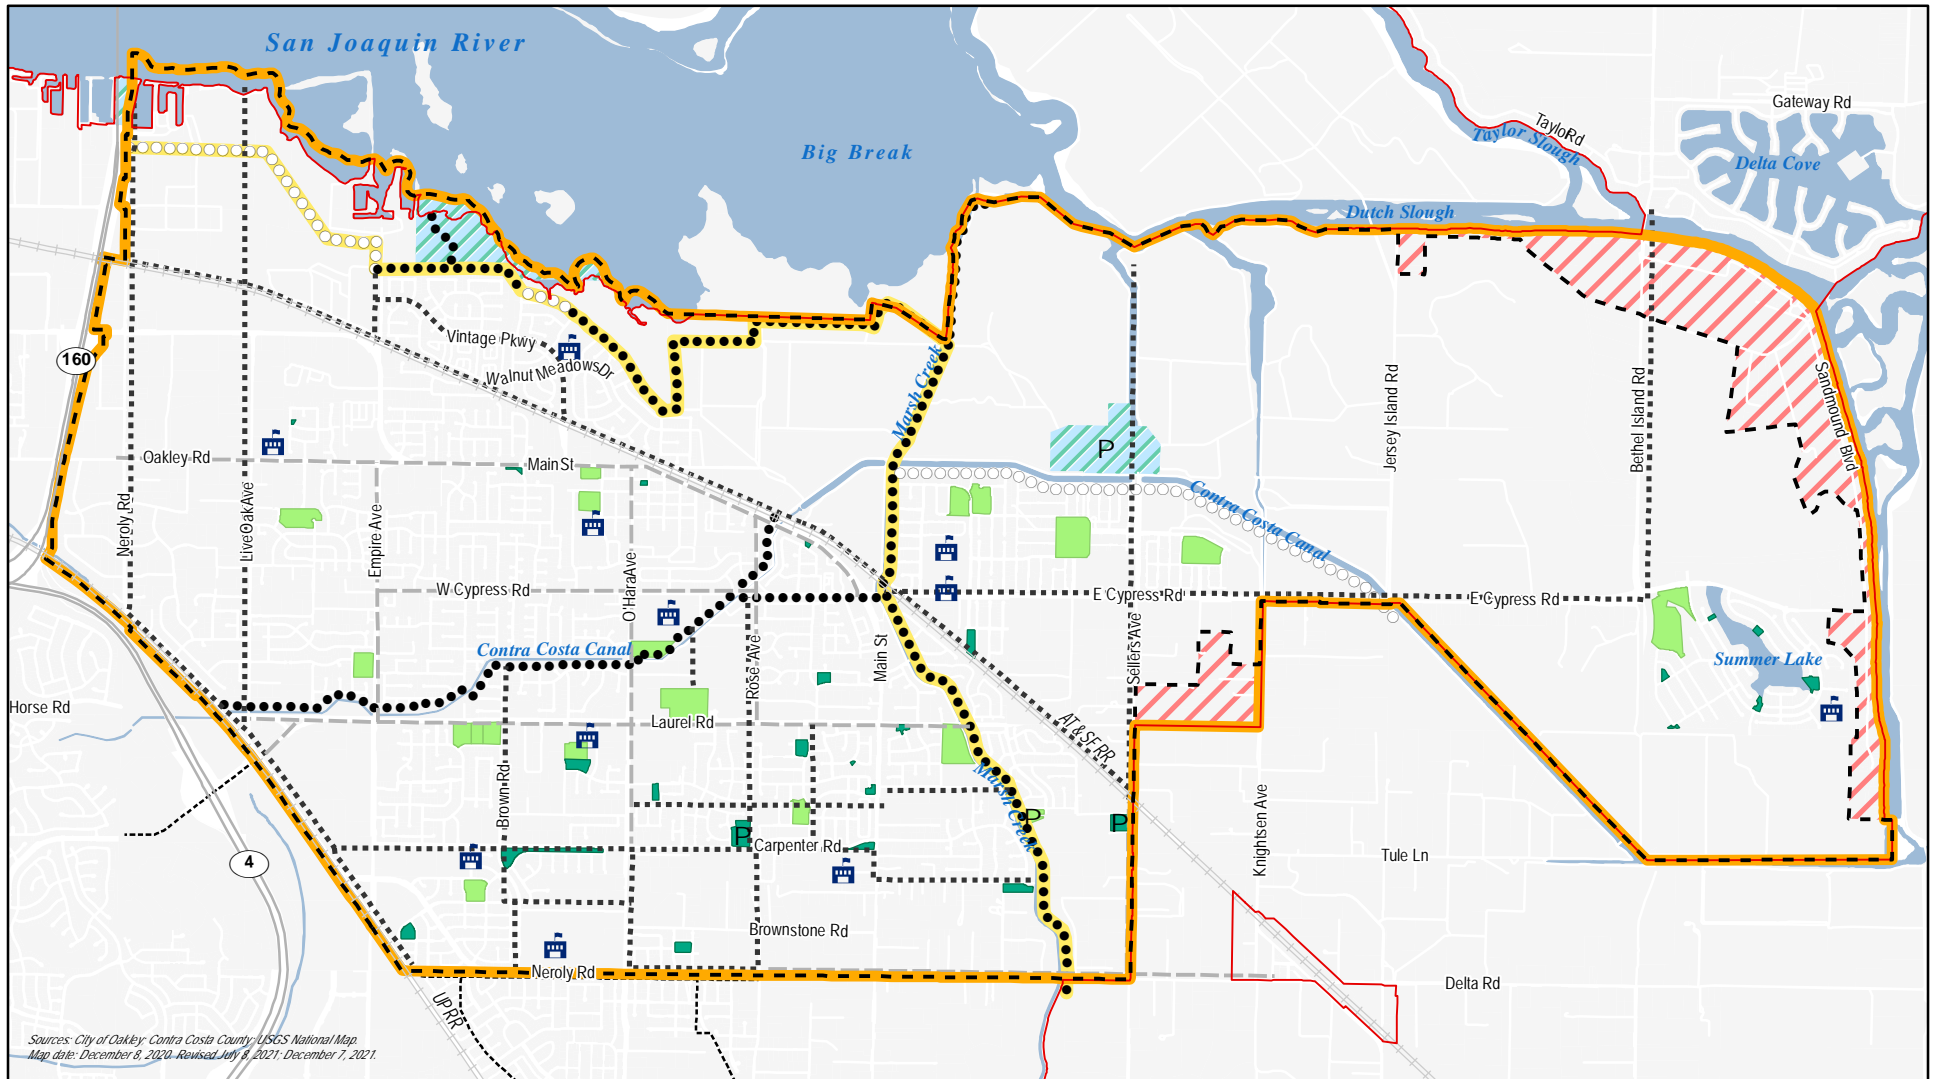 San Joaquin River
Gateway Rd
Taylor Rd
Taylor Slough
Big Break
Delta Cove
Dutch Slough
Vintage Pkwy
160
Walnut Meadows Dr
Marsh Creek
Jersey Island Rd
Bethel Island Rd
Sandmound Blvd
P
Oakley Rd
Main St
Neroly Rd
Live Oak Ave
Empire Ave
Contra Costa Canal
O'Hara Ave
W Cypress Rd
E Cypress Rd
E Cypress Rd
Contra Costa Canal
Rose Ave
Main St
Sellers Ave
Summer Lake
Horse Rd
Laurel Rd
AT & SF RR
Marsh Creek
Brown Rd
Knightsen Ave
P
P
P
Carpenter Rd
Tule Ln
4
Brownstone Rd
Neroly Rd
Delta Rd
UP RR
Sources: City of Oakley; Contra Costa County; USGS National Map.
Map date: December 8, 2020. Revised July 8, 2021; December 7, 2021.